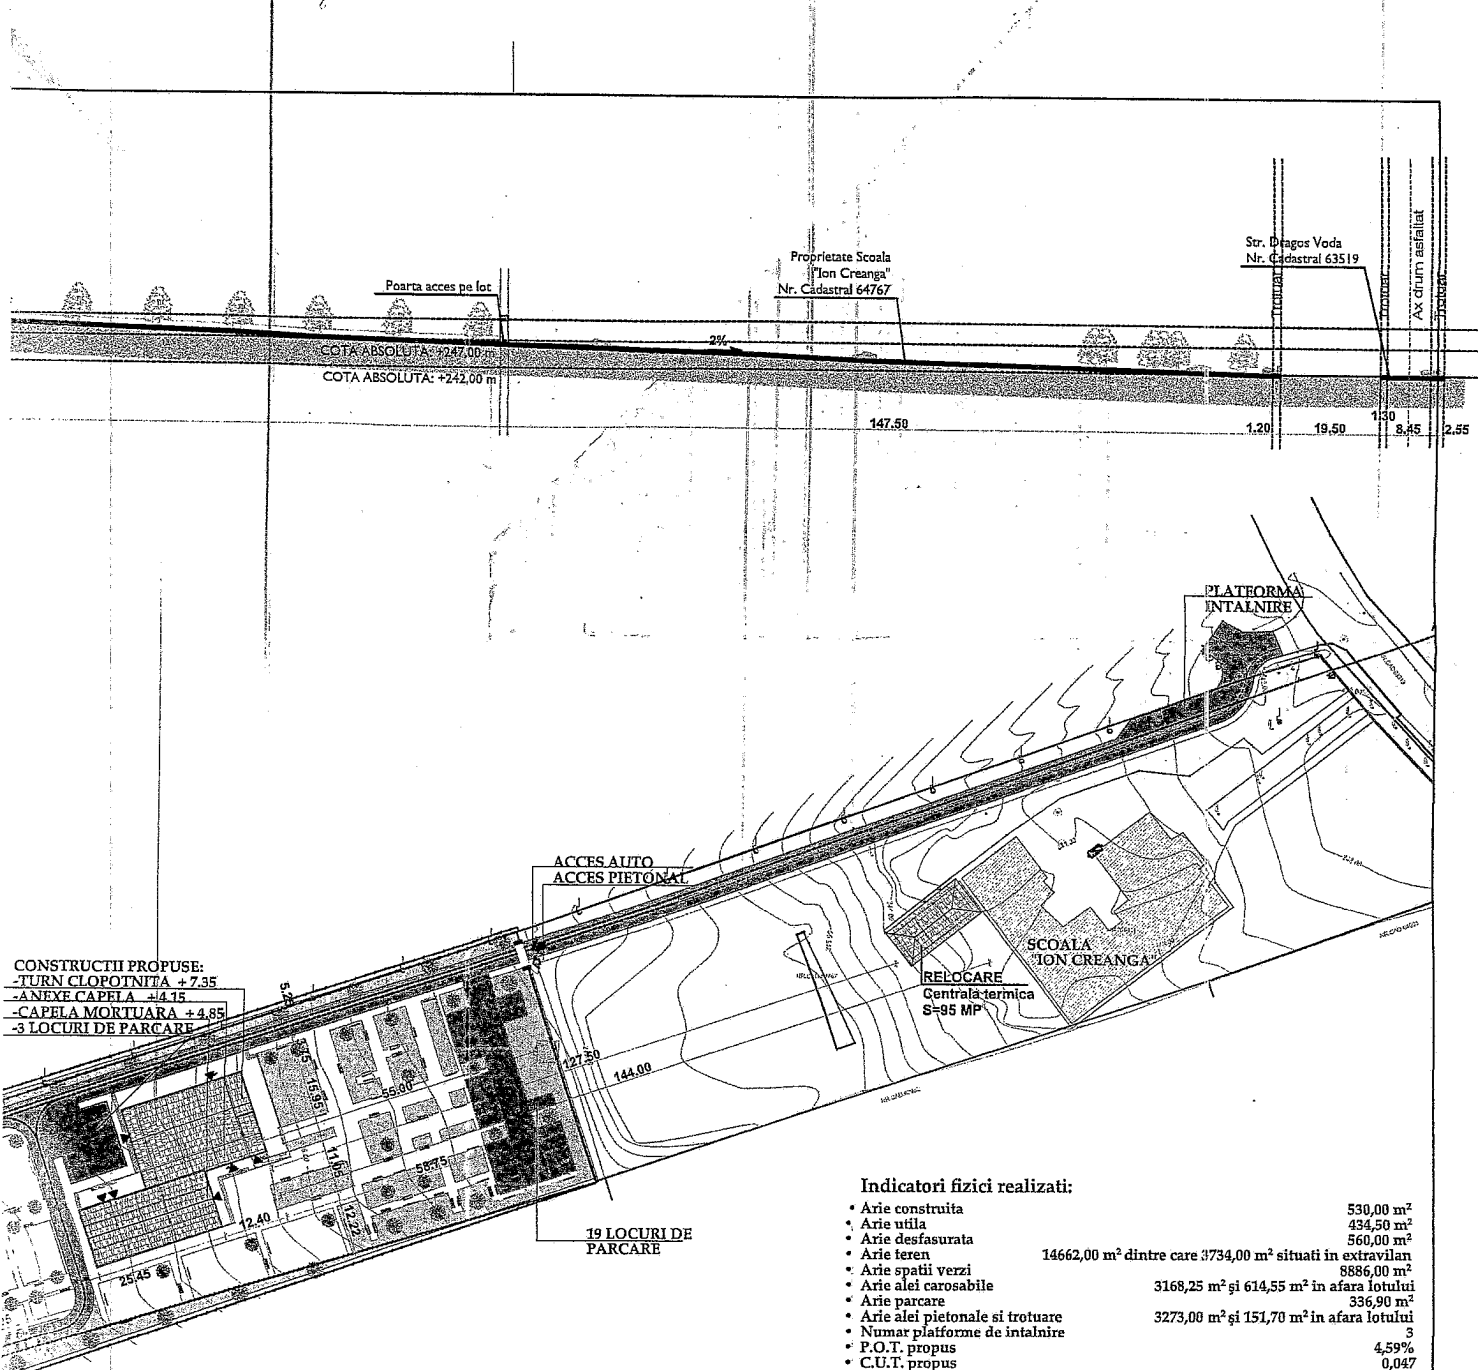 Str. Dragos Voda
Nr. Cadastral 63519
Proprietate Scoala
"Ion Creanga"
Nr. Cadastral 64767
Poarta acces pe lot
Trotuar
Trotuar
Ax drum asfaltat
Trotuar
2%
COTA ABSOLUTA: +247,00 m
COTA ABSOLUTA: +242,00 m
147.50
1.20
19.50
1.30
8.45
2.55
PLATFORMA
INTALNIRE
ACCES AUTO
ACCES PIETONAL
SCOALA
"ION CREANGA"
RELOCARE
Centrala termica
S=95 MP
CONSTRUCTII PROPUSE:
-TURN CLOPOTNITA +7.35
-ANEXE CAPELA +4.15
-CAPELA MORTUARA +4.85
-3 LOCURI DE PARCARE
127.50
144.00
55.00
15.95
11.05
58.75
12.40
12.22
25.45
19 LOCURI DE
PARCARE
Indicatori fizici realizati:
• Arie construita 530,00 m²
• Arie utila 434,50 m²
• Arie desfasurata 560,00 m²
• Arie teren 14662,00 m² dintre care 3734,00 m² situati in extravilan
• Arie spatii verzi 8886,00 m²
• Arie alei carosabile 3168,25 m² şi 614,55 m² in afara lotului
• Arie parcare 336,90 m²
• Arie alei pietonale si trotuare 3273,00 m² şi 151,70 m² in afara lotului
• Numar platforme de intalnire 3
• P.O.T. propus 4,59%
• C.U.T. propus 0,047